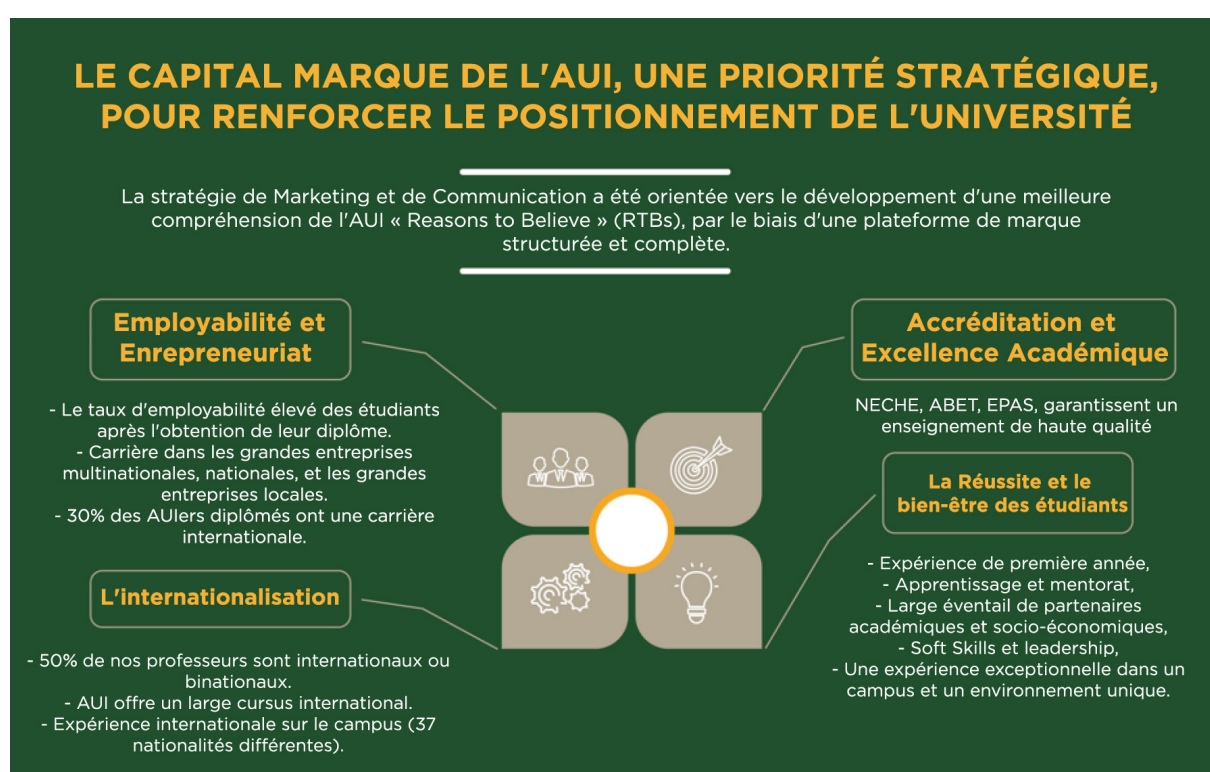 LE CAPITAL MARQUE DE L'AUI, UNE PRIORITÉ STRATÉGIQUE,
POUR RENFORCER LE POSITIONNEMENT DE L'UNIVERSITÉ
La stratégie de Marketing et de Communication a été orientée vers le développement d'une meilleure
compréhension de l'AUI « Reasons to Believe » (RTBs), par le biais d'une plateforme de marque
structurée et complète.
Employabilité et
Enrepreneuriat
- Le taux d'employabilité élevé des étudiants
après l'obtention de leur diplôme.
- Carrière dans les grandes entreprises
multinationales, nationales, et les grandes
entreprises locales.
- 30% des AUIers diplômés ont une carrière
internationale.
L'internationalisation
- 50% de nos professeurs sont internationaux ou
binationaux.
- AUI offre un large cursus international.
- Expérience internationale sur le campus (37
nationalités différentes).
Accréditation et
Excellence Académique
NECHE, ABET, EPAS, garantissent un
enseignement de haute qualité
La Réussite et le
bien-être des étudiants
- Expérience de première année,
- Apprentissage et mentorat,
- Large éventail de partenaires
académiques et socio-économiques,
- Soft Skills et leadership,
- Une expérience exceptionnelle dans un
campus et un environnement unique.